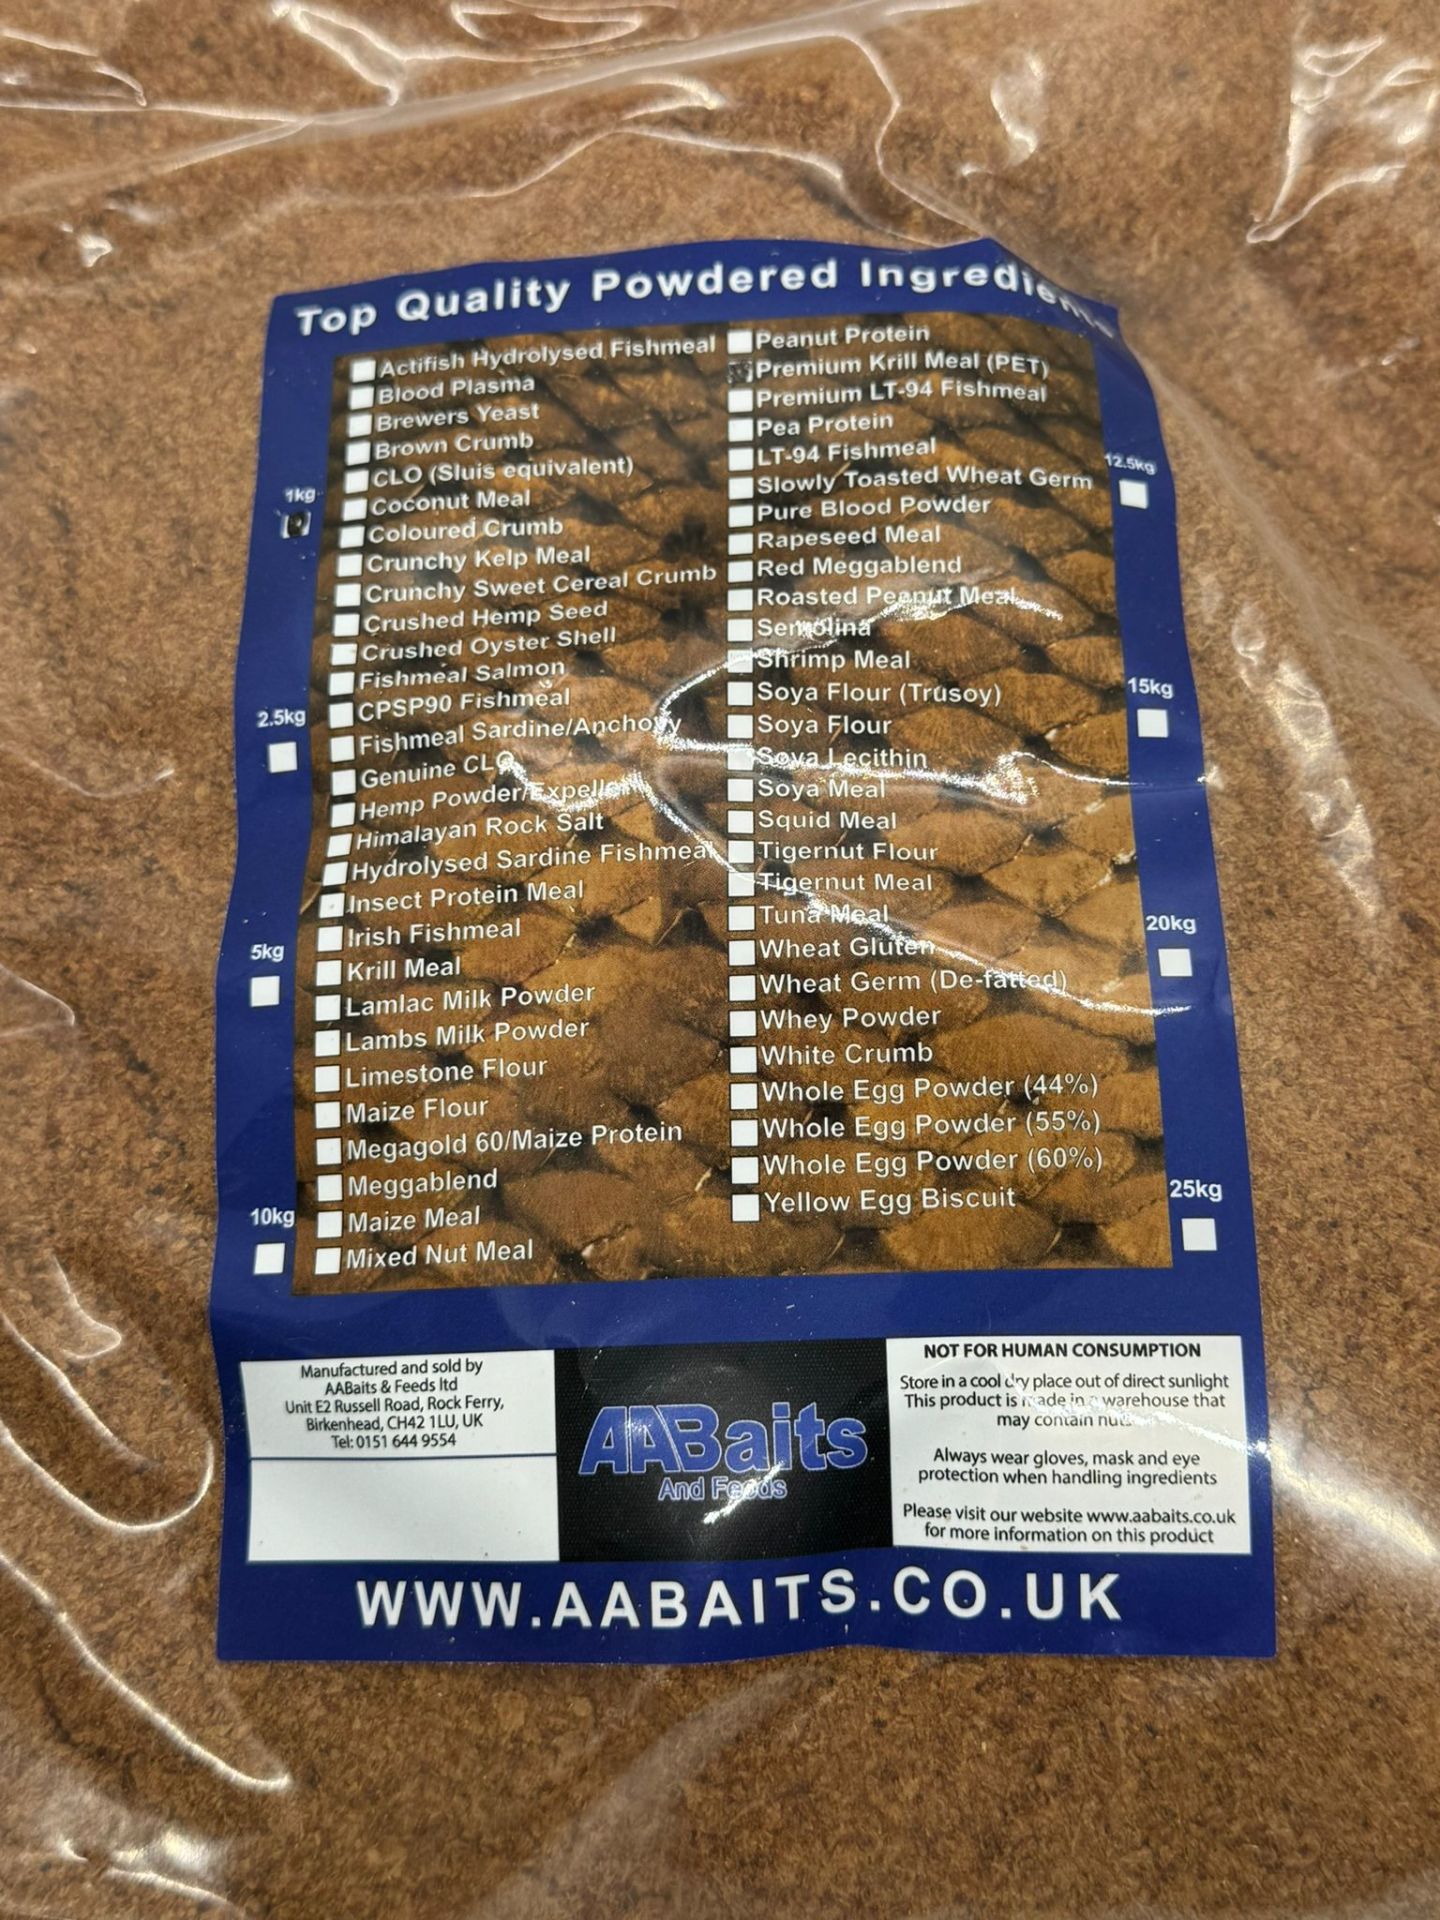 Top Quality Powdered Ingredients
Actifish Hydrolysed Fishmeal
Blood Plasma
Brewers Yeast
Brown Crumb
CLO (Sluis equivalent)
Coconut Meal
Coloured Crumb
Crunchy Kelp Meal
Crunchy Sweet Cereal Crumb
Crushed Hemp Seed
Crushed Oyster Shell
Fishmeal Salmon
CPSP90 Fishmeal
Fishmeal Sardine/Anchovy
Genuine CLO
Hemp Powder/Expeller
Himalayan Rock Salt
Hydrolysed Sardine Fishmeal
Insect Protein Meal
Irish Fishmeal
Krill Meal
Lamlac Milk Powder
Lambs Milk Powder
Limestone Flour
Maize Flour
Megagold 60/Maize Protein
Meggablend
Maize Meal
Mixed Nut Meal
Peanut Protein
Premium Krill Meal (PET)
Premium LT-94 Fishmeal
Pea Protein
LT-94 Fishmeal
Slowly Toasted Wheat Germ
Pure Blood Powder
Rapeseed Meal
Red Meggablend
Roasted Peanut Meal
Semolina
Shrimp Meal
Soya Flour (Trusoy)
Soya Flour
Soya Lecithin
Soya Meal
Squid Meal
Tigernut Flour
Tigernut Meal
Tuna Meal
Wheat Gluten
Wheat Germ (De-fatted)
Whey Powder
White Crumb
Whole Egg Powder (44%)
Whole Egg Powder (55%)
Whole Egg Powder (60%)
Yellow Egg Biscuit
1kg
2.5kg
5kg
10kg
12.5kg
15kg
20kg
25kg
Manufactured and sold by
AABaits & Feeds ltd
Unit E2 Russell Road, Rock Ferry,
Birkenhead, CH42 1LU, UK
Tel: 0151 644 9554
AABaits
And Feeds
NOT FOR HUMAN CONSUMPTION
Store in a cool dry place out of direct sunlight
This product is made in a warehouse that
may contain nuts
Always wear gloves, mask and eye
protection when handling ingredients
Please visit our website www.aabaits.co.uk
for more information on this product
WWW.AABAITS.CO.UK